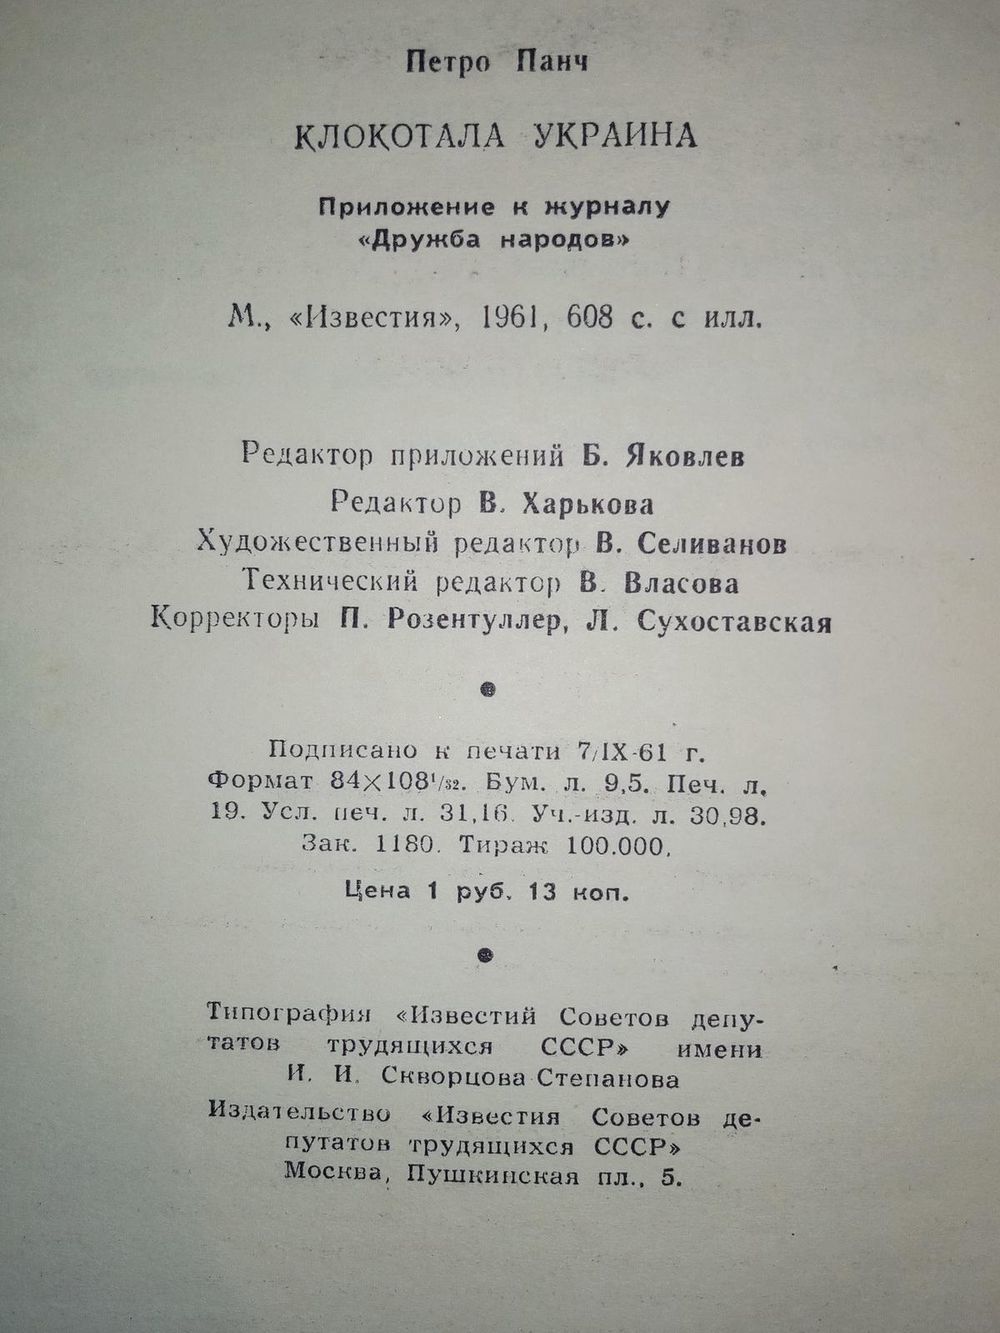 Петро Панч
КЛОКОТАЛА УКРАИНА
Приложение к журналу
«Дружба народов»
М., «Известия», 1961, 608 с. с илл.
Редактор приложений Б. Яковлев
Редактор В. Харькова
Художественный редактор В. Селиванов
Технический редактор В. Власова
Корректоры П. Розентуллер, Л. Сухоставская
Подписано к печати 7/IX-61 г.
Формат 84×108¹/₃₂. Бум. л. 9,5. Печ. л.
19. Усл. печ. л. 31,16. Уч.-изд. л. 30,98.
Зак. 1180. Тираж 100.000.
Цена 1 руб. 13 коп.
Типография «Известий Советов депу-
татов трудящихся СССР» имени
И. И. Скворцова-Степанова
Издательство «Известия Советов де-
путатов трудящихся СССР»
Москва, Пушкинская пл., 5.